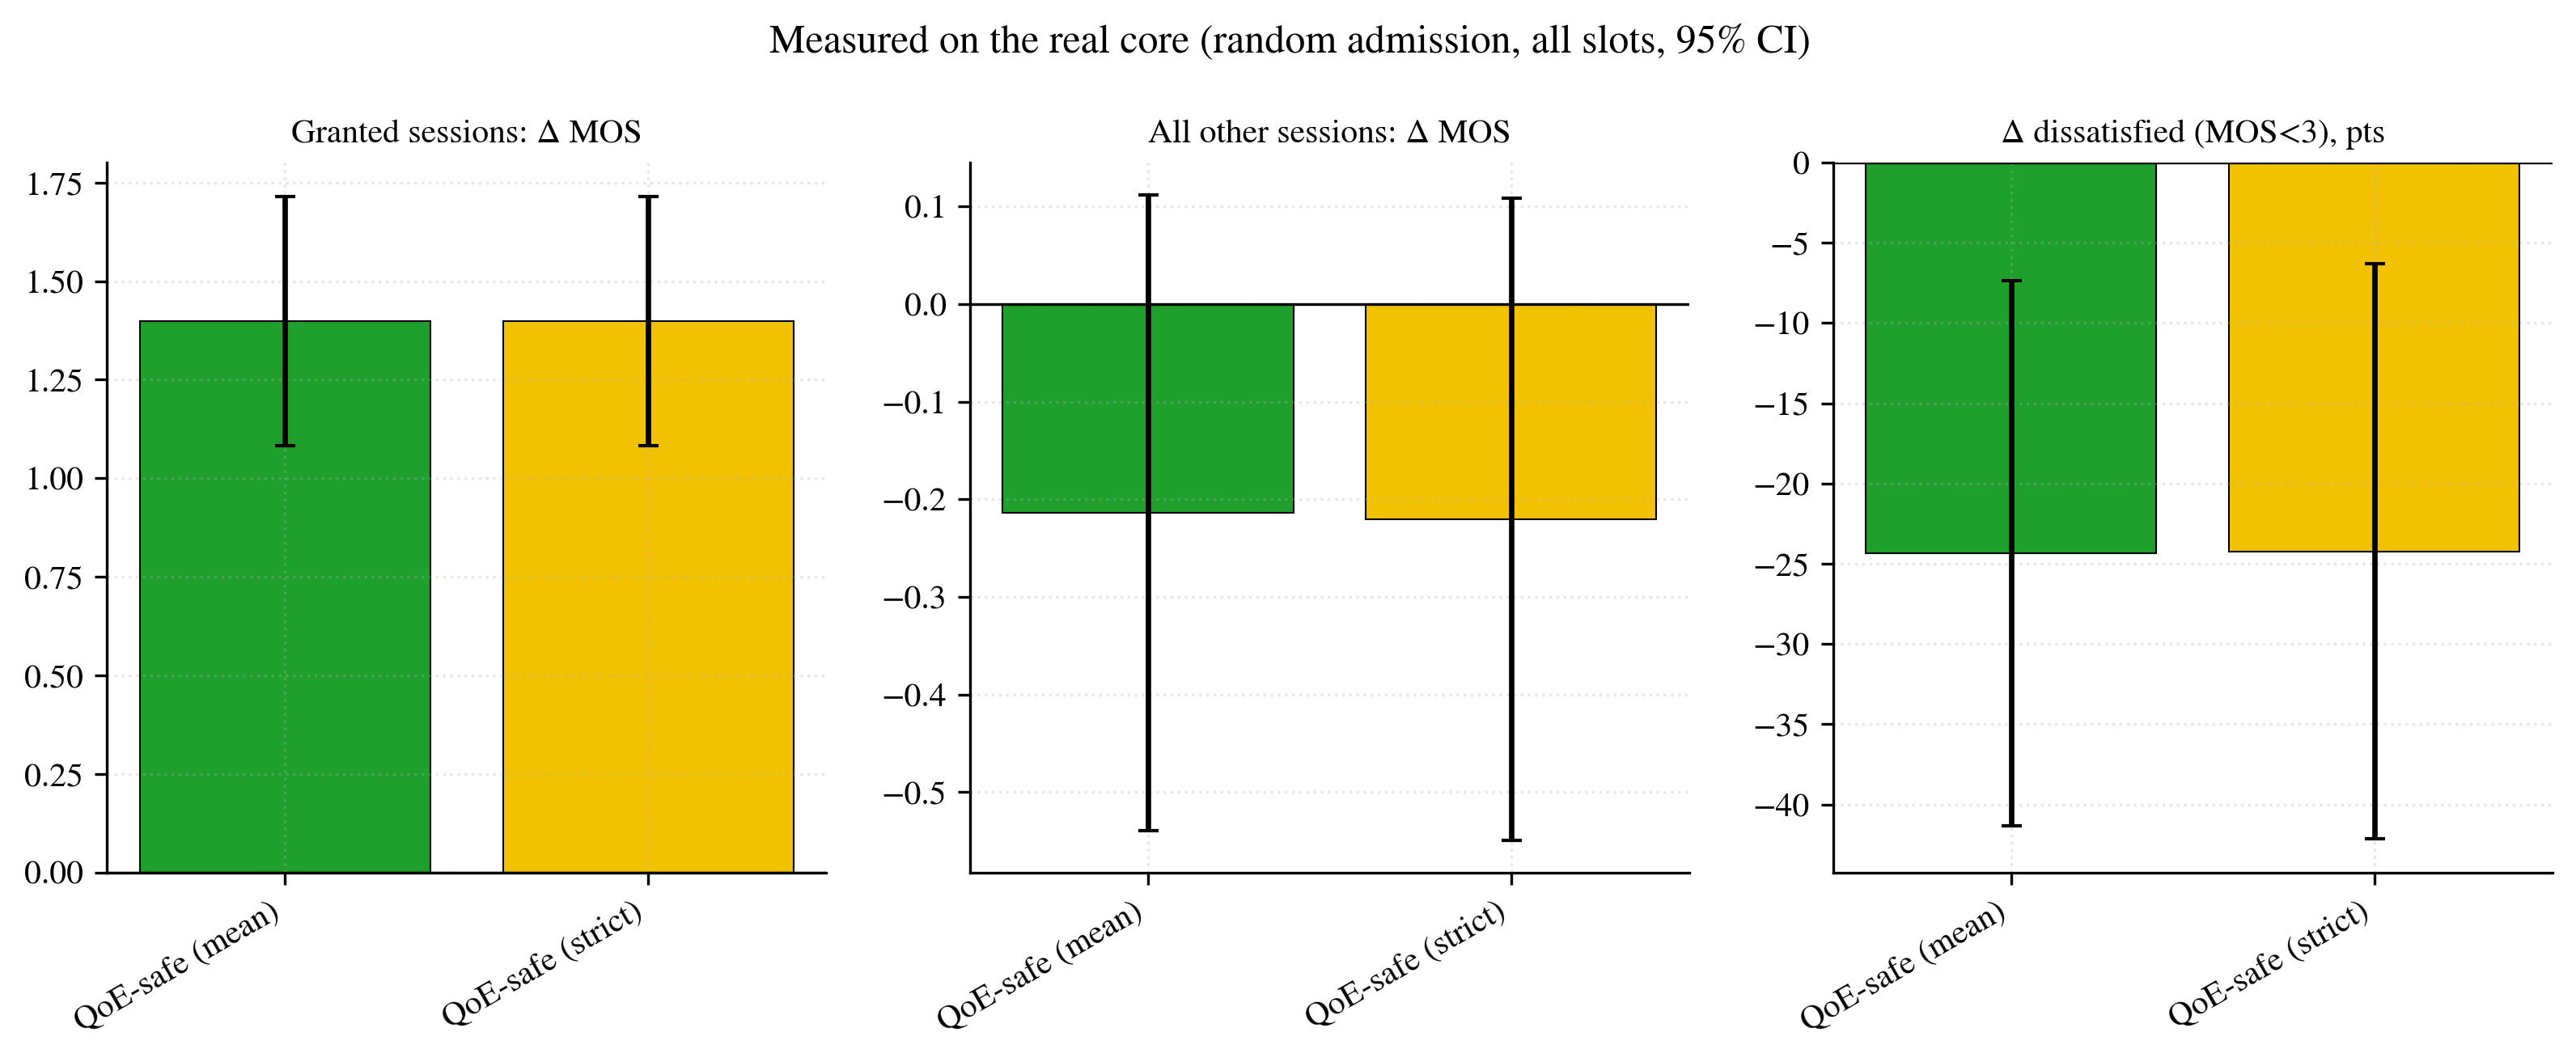 Measured on the real core (random admission, all slots, 95% CI)
Granted sessions: Δ MOS
1.75
1.50
1.25
1.00
0.75
0.50
0.25
0.00
QoE-safe (mean)
QoE-safe (strict)
All other sessions: Δ MOS
0.1
0.0
−0.1
−0.2
−0.3
−0.4
−0.5
QoE-safe (mean)
QoE-safe (strict)
Δ dissatisfied (MOS<3), pts
0
−5
−10
−15
−20
−25
−30
−35
−40
QoE-safe (mean)
QoE-safe (strict)